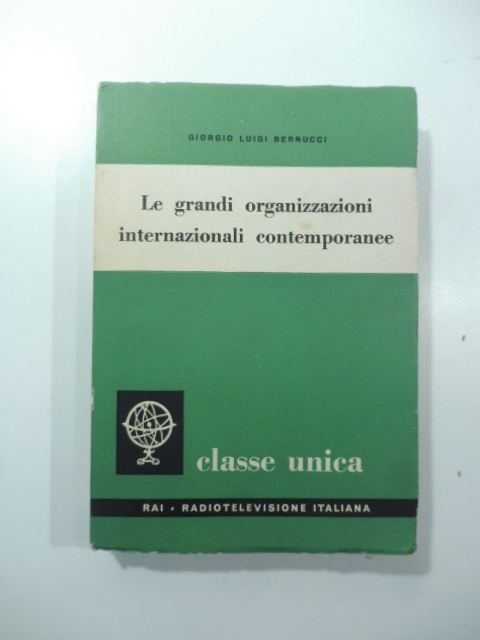 GIORGIO LUIGI BERNUCCI
Le grandi organizzazioni
internazionali contemporanee
classe unica
RAI • RADIOTELEVISIONE ITALIANA